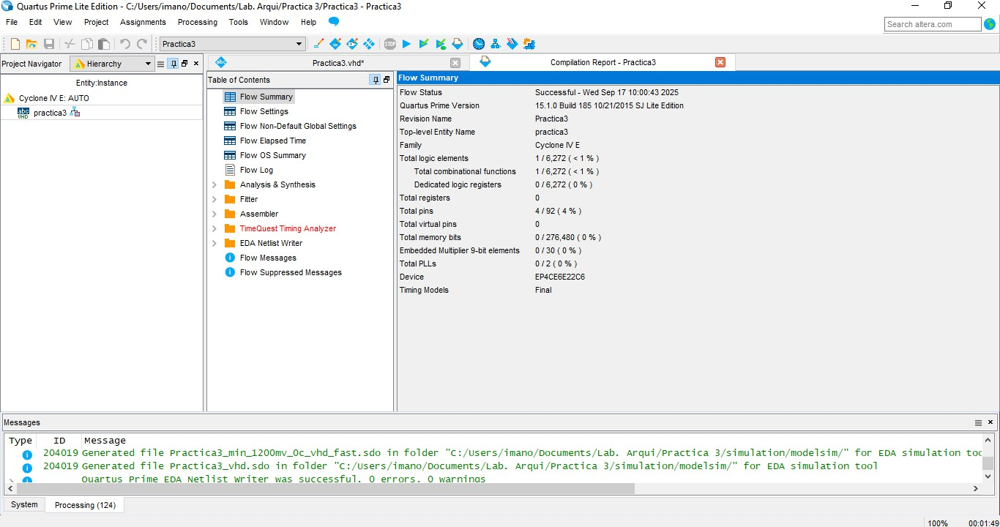 Quartus Prime Lite Edition - C:/Users/imano/Documents/Lab. Arqui/Practica 3/Practica3 - Practica3
File Edit View Project Assignments Processing Tools Window Help
Search altera.com
Practica3
STOP
Project Navigator Hierarchy
Practica3.vhd*
Compilation Report - Practica3
Entity:Instance
Cyclone IV E: AUTO
abc VHD practica3
Table of Contents
Flow Summary
Flow Settings
Flow Non-Default Global Settings
Flow Elapsed Time
Flow OS Summary
Flow Log
Analysis & Synthesis
Fitter
Assembler
TimeQuest Timing Analyzer
EDA Netlist Writer
Flow Messages
Flow Suppressed Messages
Flow Summary
Flow Status Successful - Wed Sep 17 10:00:43 2025
Quartus Prime Version 15.1.0 Build 185 10/21/2015 SJ Lite Edition
Revision Name Practica3
Top-level Entity Name practica3
Family Cyclone IV E
Total logic elements 1 / 6,272 ( < 1 % )
Total combinational functions 1 / 6,272 ( < 1 % )
Dedicated logic registers 0 / 6,272 ( 0 % )
Total registers 0
Total pins 4 / 92 ( 4 % )
Total virtual pins 0
Total memory bits 0 / 276,480 ( 0 % )
Embedded Multiplier 9-bit elements 0 / 30 ( 0 % )
Total PLLs 0 / 2 ( 0 % )
Device EP4CE6E22C6
Timing Models Final
Messages
Type ID Message
204019 Generated file Practica3_min_1200mv_0c_vhd_fast.sdo in folder "C:/Users/imano/Documents/Lab. Arqui/Practica 3/simulation/modelsim/" for EDA simulation too
204019 Generated file Practica3_vhd.sdo in folder "C:/Users/imano/Documents/Lab. Arqui/Practica 3/simulation/modelsim/" for EDA simulation tool
Quartus Prime EDA Netlist Writer was successful. 0 errors, 0 warnings
System Processing (124)
100% 00:01:49